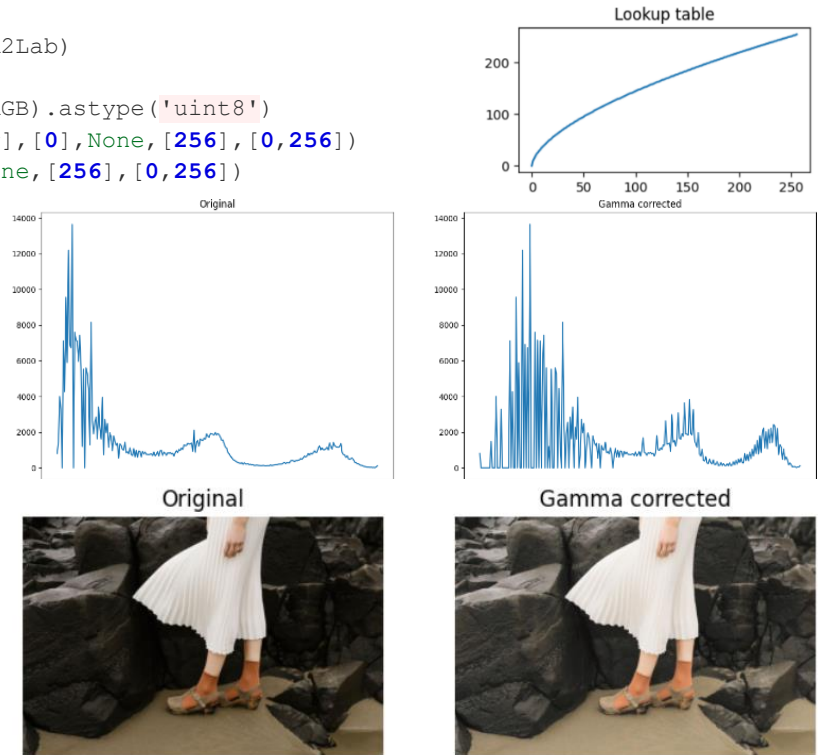 2Lab)
GB).astype('uint8')
],[0],None,[256],[0,256])
ne,[256],[0,256])
Lookup table
200
100
0
0 50 100 150 200 250
Original
14000
12000
10000
8000
6000
4000
2000
0
Gamma corrected
14000
12000
10000
8000
6000
4000
2000
0
Original
Gamma corrected